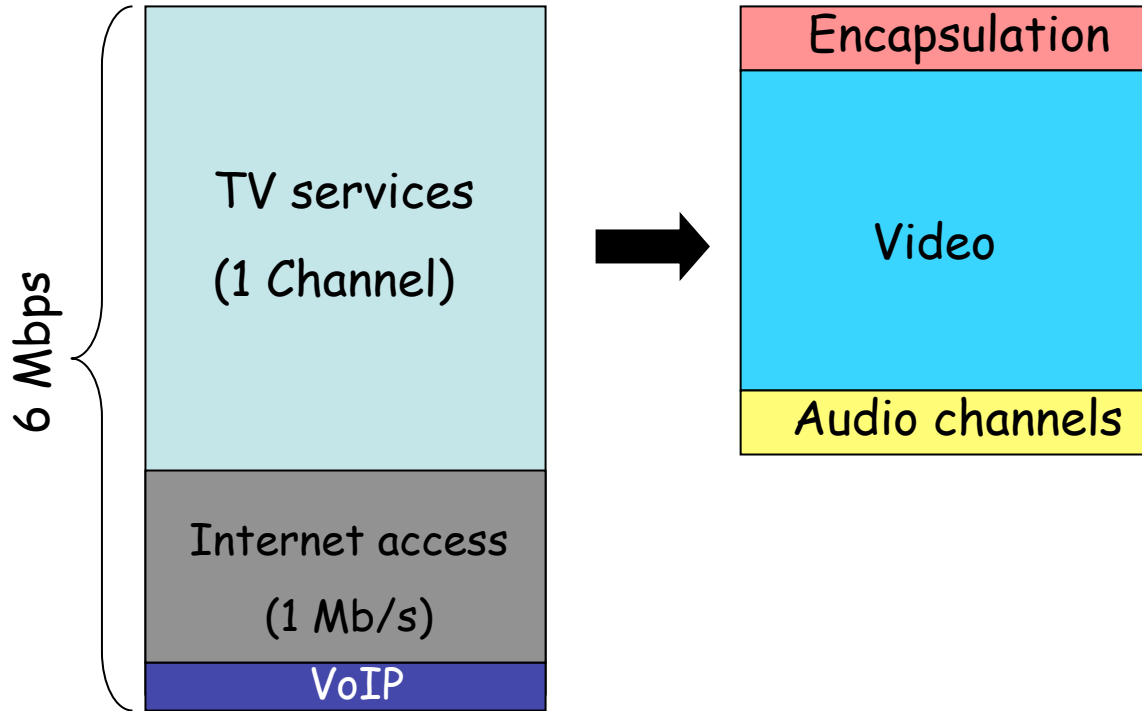 6 Mbps
TV services
(1 Channel)
Internet access
(1 Mb/s)
VoIP
Encapsulation
Video
Audio channels